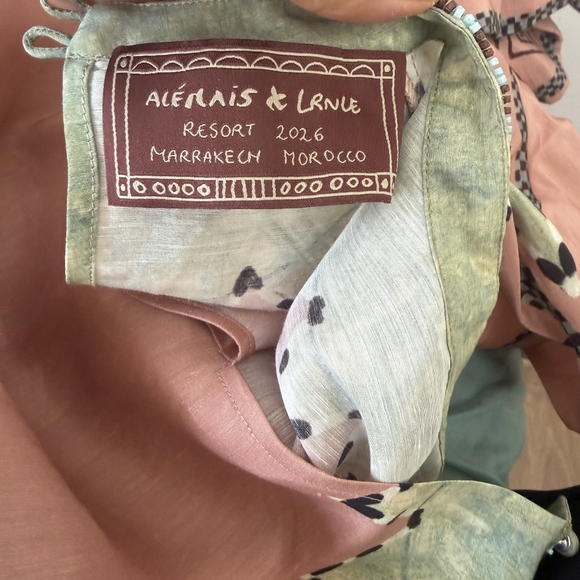 ALÉMAIS & LRNCE
RESORT 2026
MARRAKECH MOROCCO